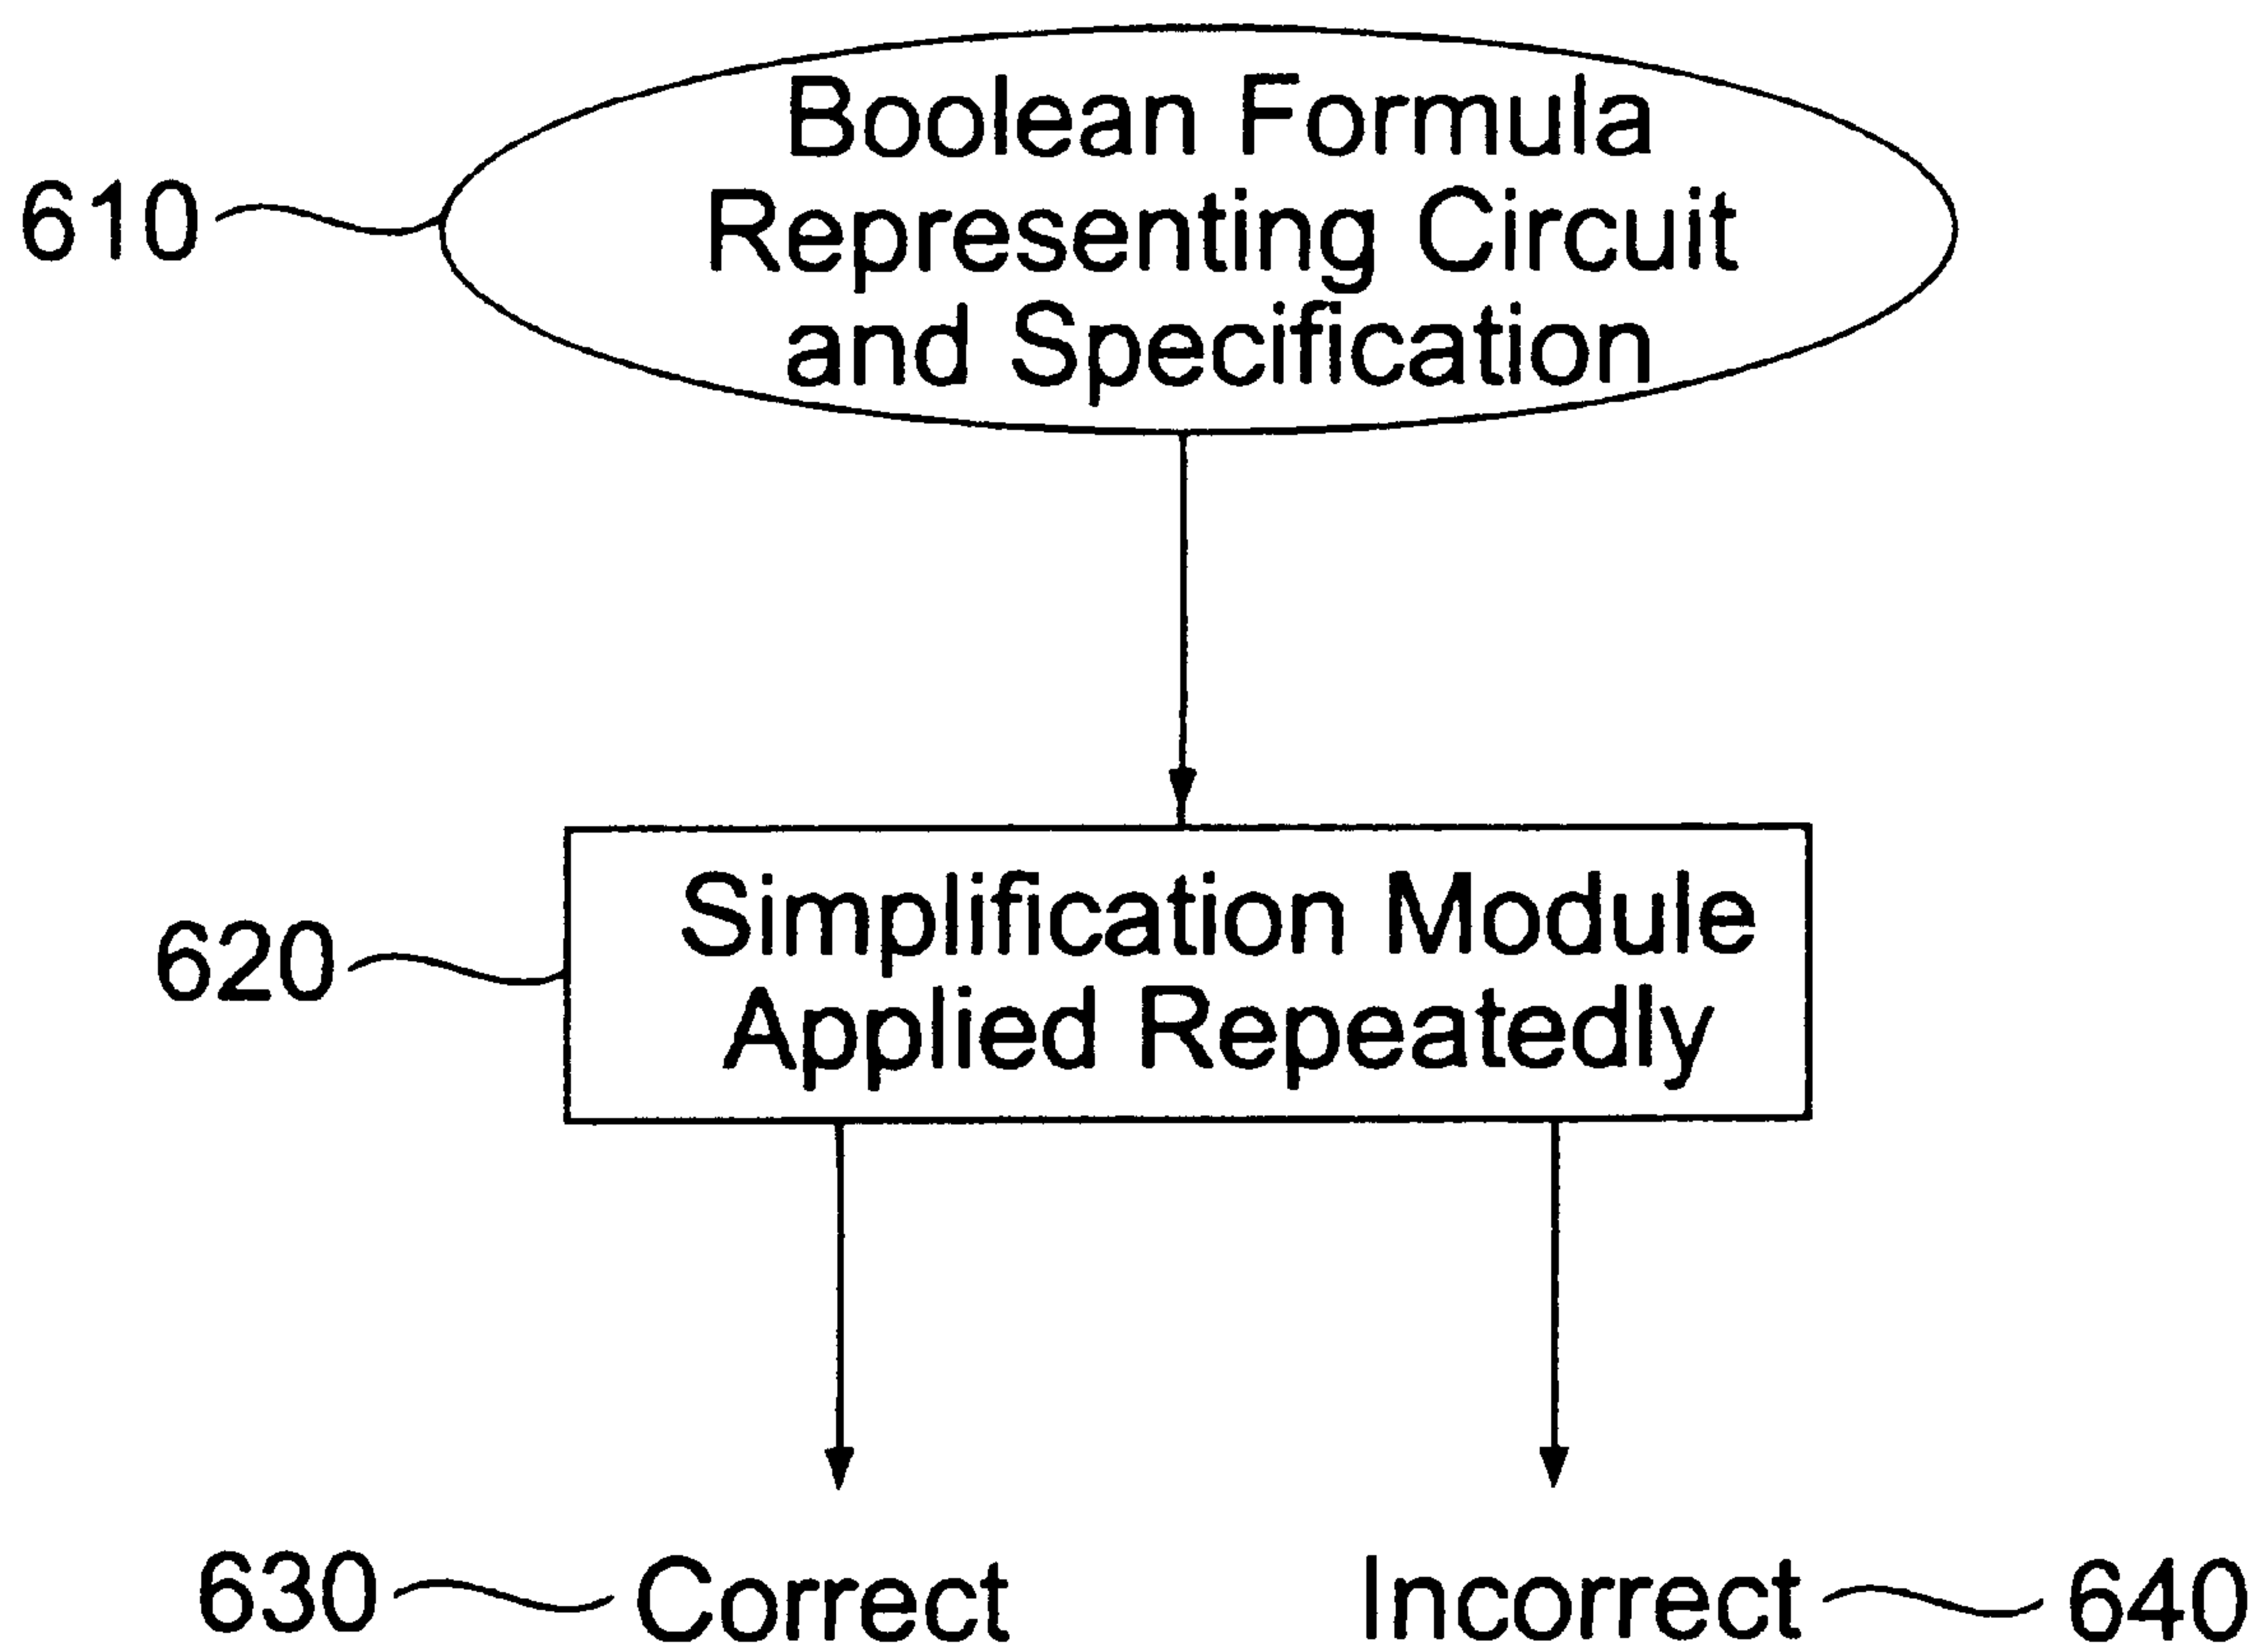 Boolean Formula
610
Representing Circuit
and Specification
Simplification Module
620
Applied Repeatedly
630
Correct
Incorrect
640